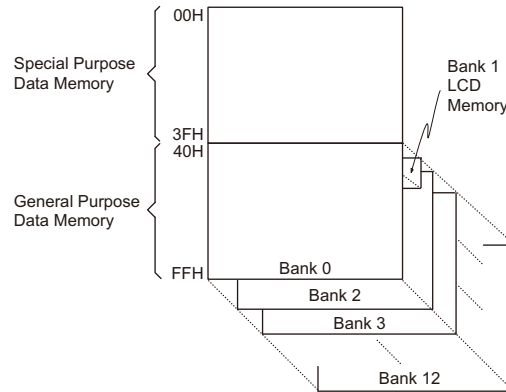 00H
Special Purpose
Data Memory
Bank 1
LCD
Memory
3FH
40H
General Purpose
Data Memory
FFH
Bank 0
Bank 2
Bank 3
Bank 12